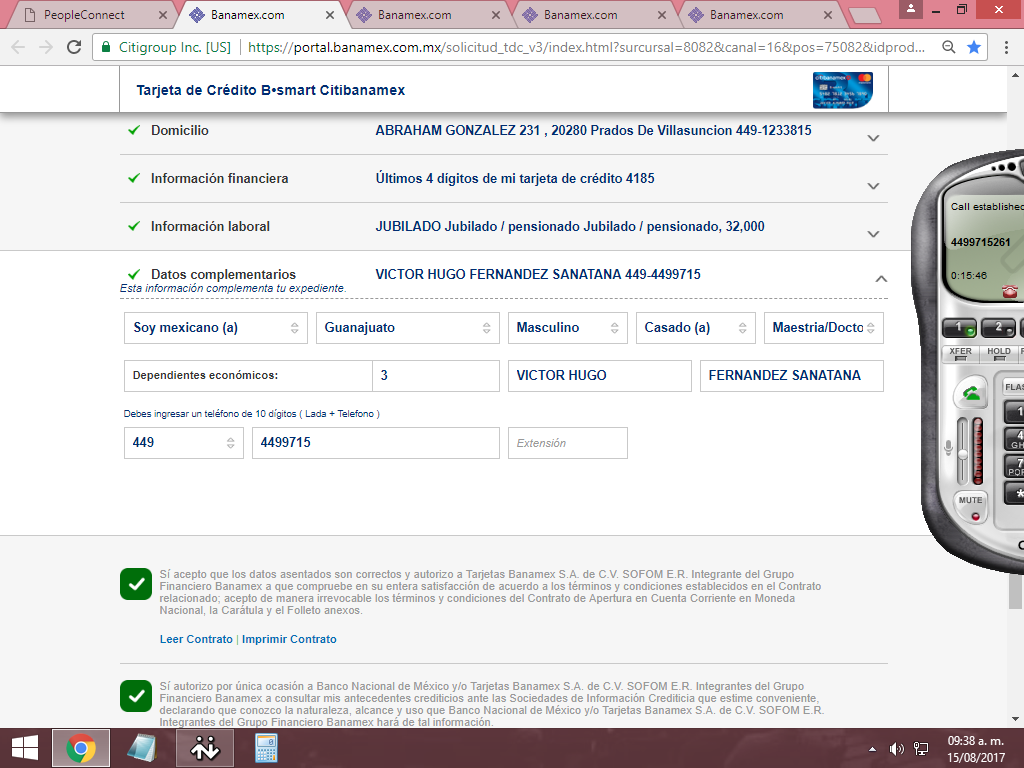 PeopleConnect
Banamex.com
Banamex.com
Banamex.com
Banamex.com
Citigroup Inc. [US] https://portal.banamex.com.mx/solicitud_tdc_v3/index.html?surcursal=8082&canal=16&pos=75082&idprod...
Tarjeta de Crédito B•smart Citibanamex
citibanamex
Domicilio ABRAHAM GONZALEZ 231 , 20280 Prados De Villasuncion 449-1233815
Información financiera Últimos 4 dígitos de mi tarjeta de crédito 4185
Información laboral JUBILADO Jubilado / pensionado Jubilado / pensionado, 32,000
Datos complementarios VICTOR HUGO FERNANDEZ SANATANA 449-4499715
Esta información complementa tu expediente.
Soy mexicano (a) Guanajuato Masculino Casado (a) Maestria/Docto
Dependientes económicos: 3 VICTOR HUGO FERNANDEZ SANATANA
Debes ingresar un teléfono de 10 dígitos ( Lada + Telefono )
449 4499715 Extensión
Sí acepto que los datos asentados son correctos y autorizo a Tarjetas Banamex S.A. de C.V. SOFOM E.R. Integrante del Grupo
Financiero Banamex a que compruebe en su entera satisfacción de acuerdo a los términos y condiciones establecidos en el Contrato
relacionado; acepto de manera irrevocable los términos y condiciones del Contrato de Apertura en Cuenta Corriente en Moneda
Nacional, la Carátula y el Folleto anexos.
Leer Contrato | Imprimir Contrato
Sí autorizo por única ocasión a Banco Nacional de México y/o Tarjetas Banamex S.A. de C.V. SOFOM E.R. Integrantes del Grupo
Financiero Banamex a consultar mis antecedentes crediticios ante las Sociedades de Información Crediticia que estime conveniente,
declarando que conozco la naturaleza, alcance y uso que Banco Nacional de México y/o Tarjetas Banamex S.A. de C.V. SOFOM E.R.
Integrantes del Grupo Financiero Banamex hará de tal información.
Call established
4499715261
0:15:46
1 2
XFER HOLD
FLAS
1
4
GH
7
POR
*
MUTE
09:38 a. m.
15/08/2017